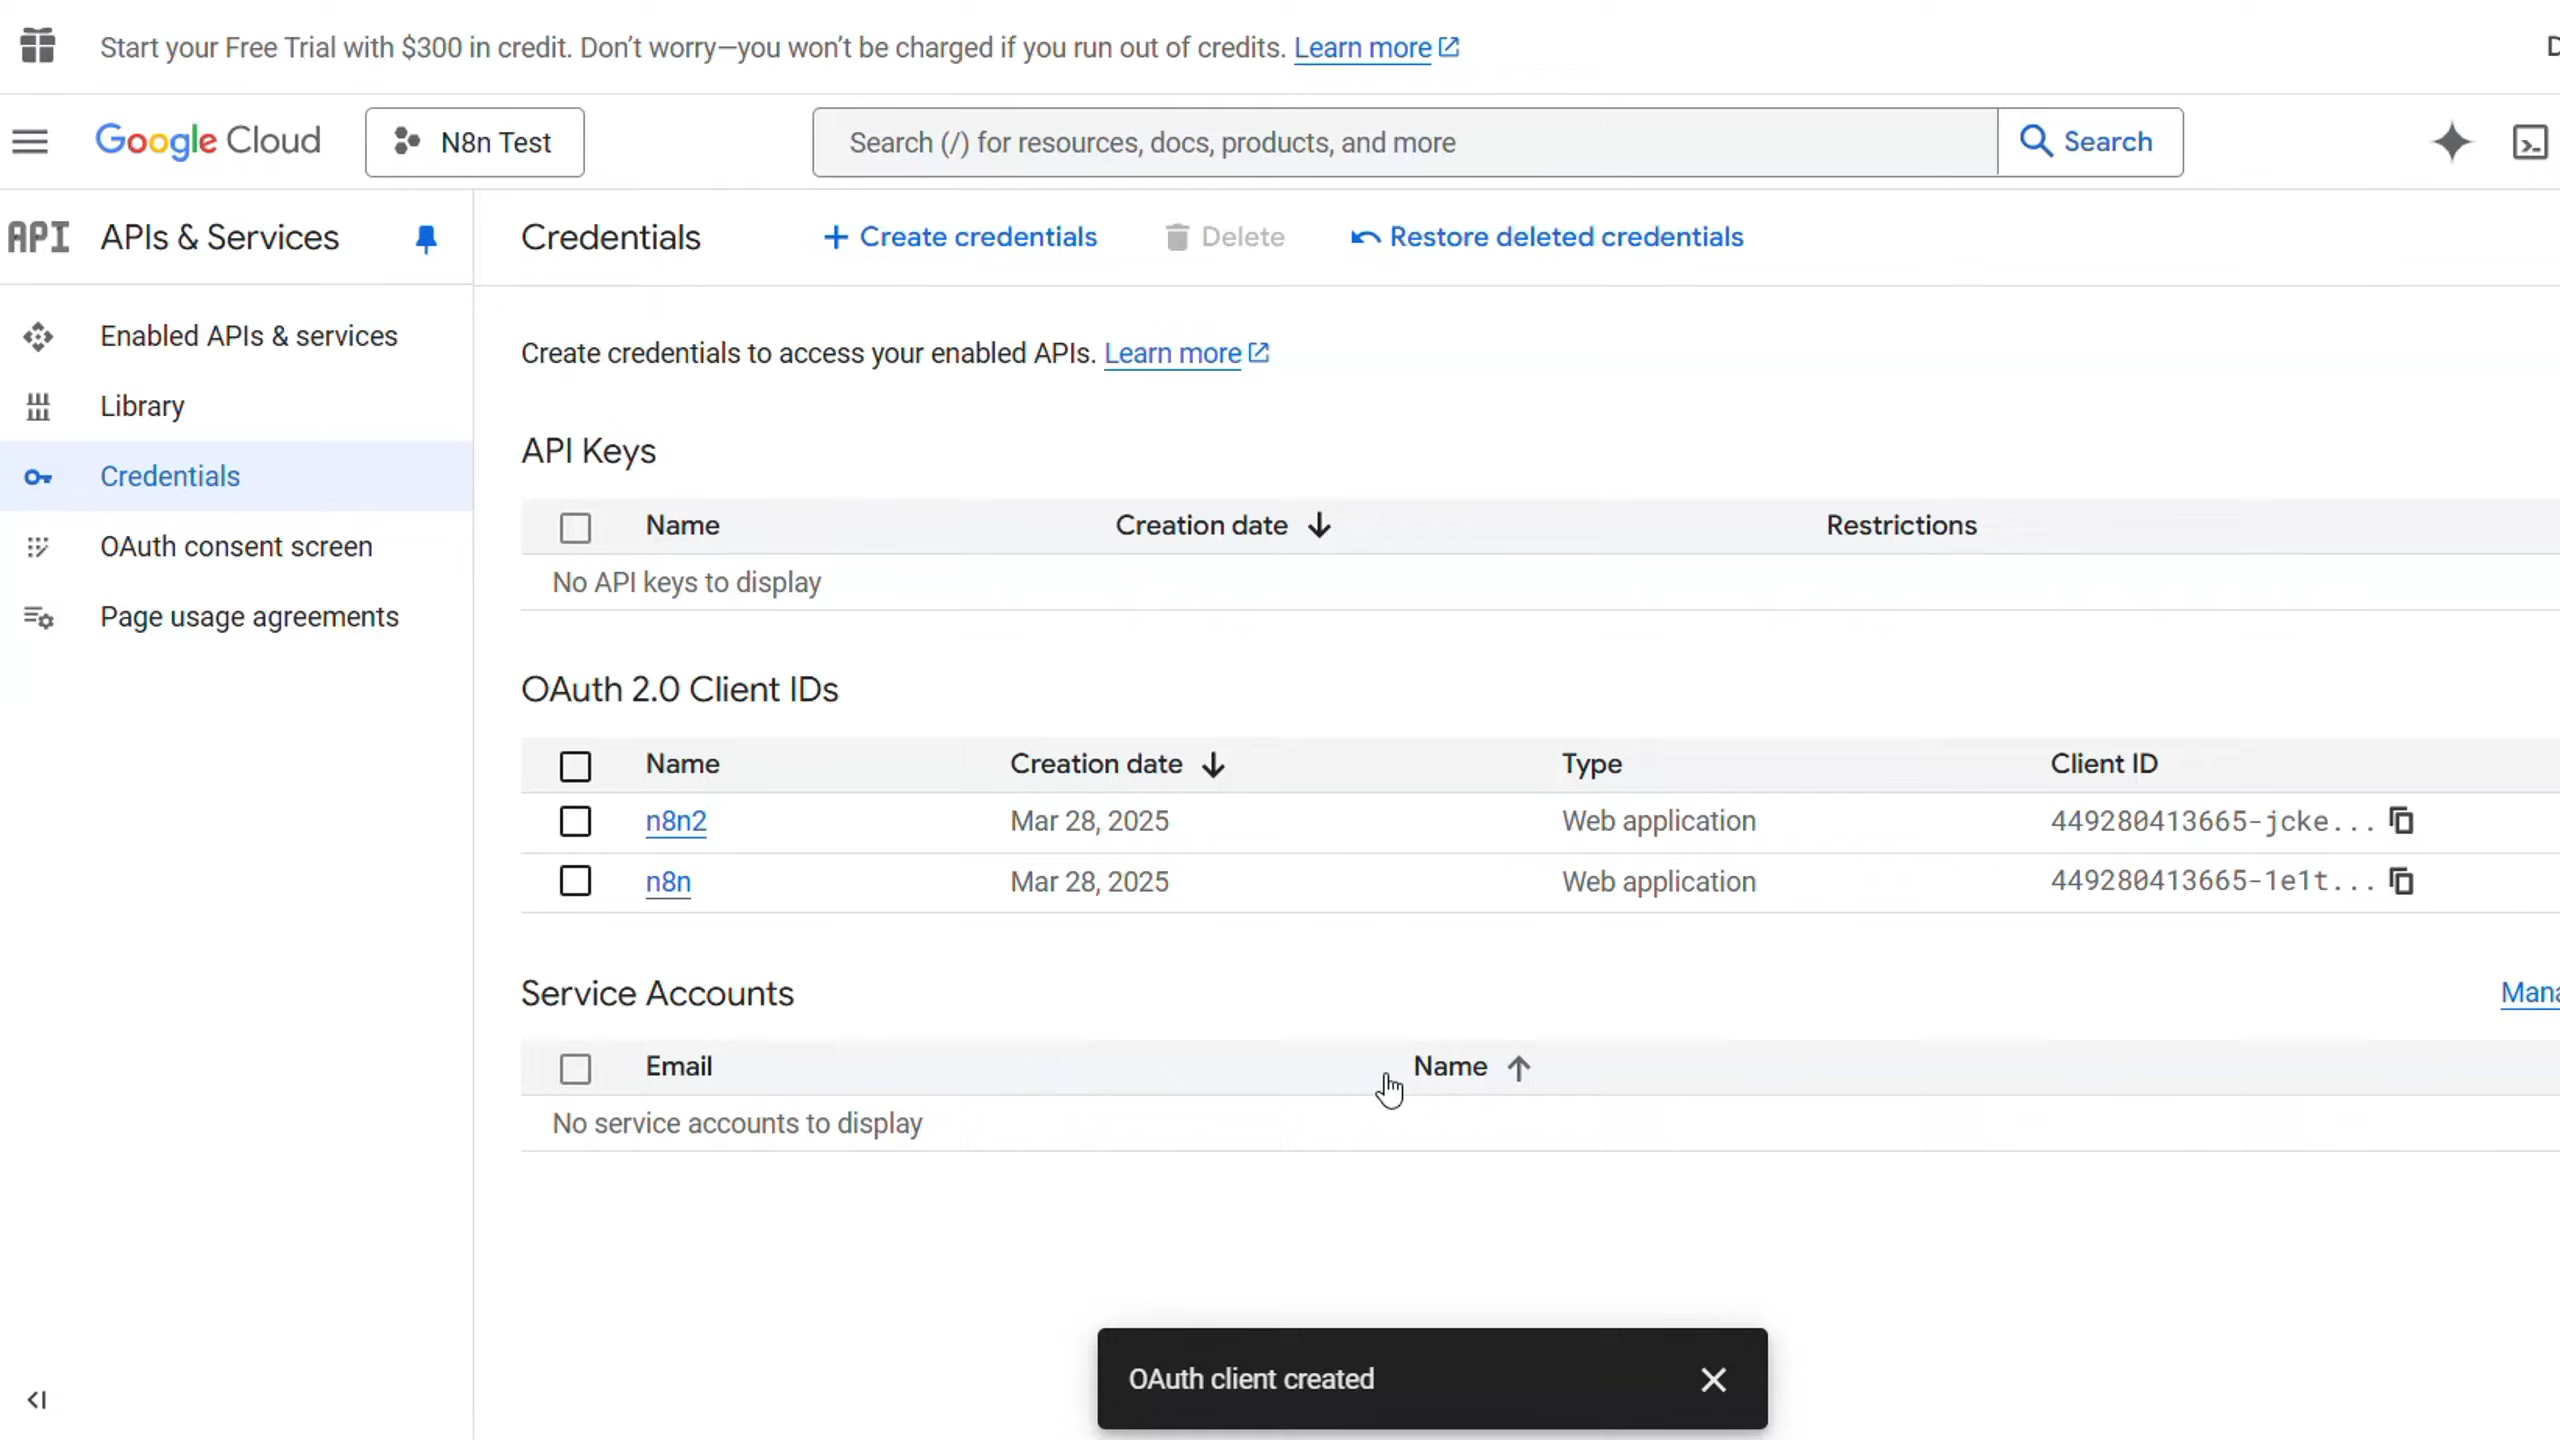 Start your Free Trial with $300 in credit. Don’t worry—you won’t be charged if you run out of credits. Learn more
D
Google Cloud
N8n Test
Search (/) for resources, docs, products, and more
Search
API
APIs & Services
Credentials
Create credentials
Delete
Restore deleted credentials
Enabled APIs & services
Library
Credentials
OAuth consent screen
Page usage agreements
Create credentials to access your enabled APIs. Learn more
API Keys
Name Creation date Restrictions
No API keys to display
OAuth 2.0 Client IDs
Name Creation date Type Client ID
n8n2 Mar 28, 2025 Web application 449280413665-jcke...
n8n Mar 28, 2025 Web application 449280413665-1e1t...
Service Accounts
Mana
Email Name
No service accounts to display
OAuth client created